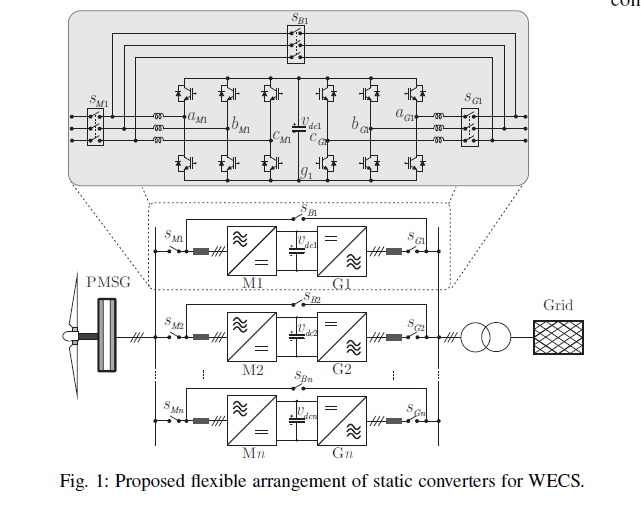 con
S_B1
S_M1
S_G1
a_M1
b_M1
c_M1
v_dc1
c_G1
b_G1
a_G1
g_1
S_B1
S_M1
v_dc1
S_G1
M1
G1
PMSG
S_B2
Grid
S_M2
v_dc2
S_G2
M2
G2
S_Bn
S_Mn
v_dcn
S_Gn
Mn
Gn
Fig. 1: Proposed flexible arrangement of static converters for WECS.